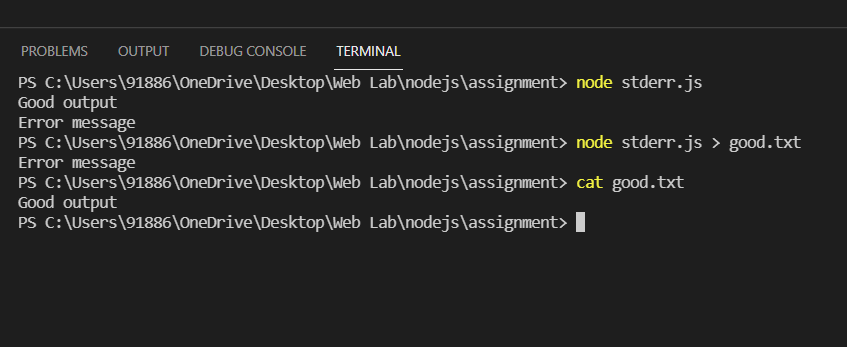 PROBLEMS OUTPUT DEBUG CONSOLE TERMINAL
PS C:\Users\91886\OneDrive\Desktop\Web Lab\nodejs\assignment> node stderr.js
Good output
Error message
PS C:\Users\91886\OneDrive\Desktop\Web Lab\nodejs\assignment> node stderr.js > good.txt
Error message
PS C:\Users\91886\OneDrive\Desktop\Web Lab\nodejs\assignment> cat good.txt
Good output
PS C:\Users\91886\OneDrive\Desktop\Web Lab\nodejs\assignment>